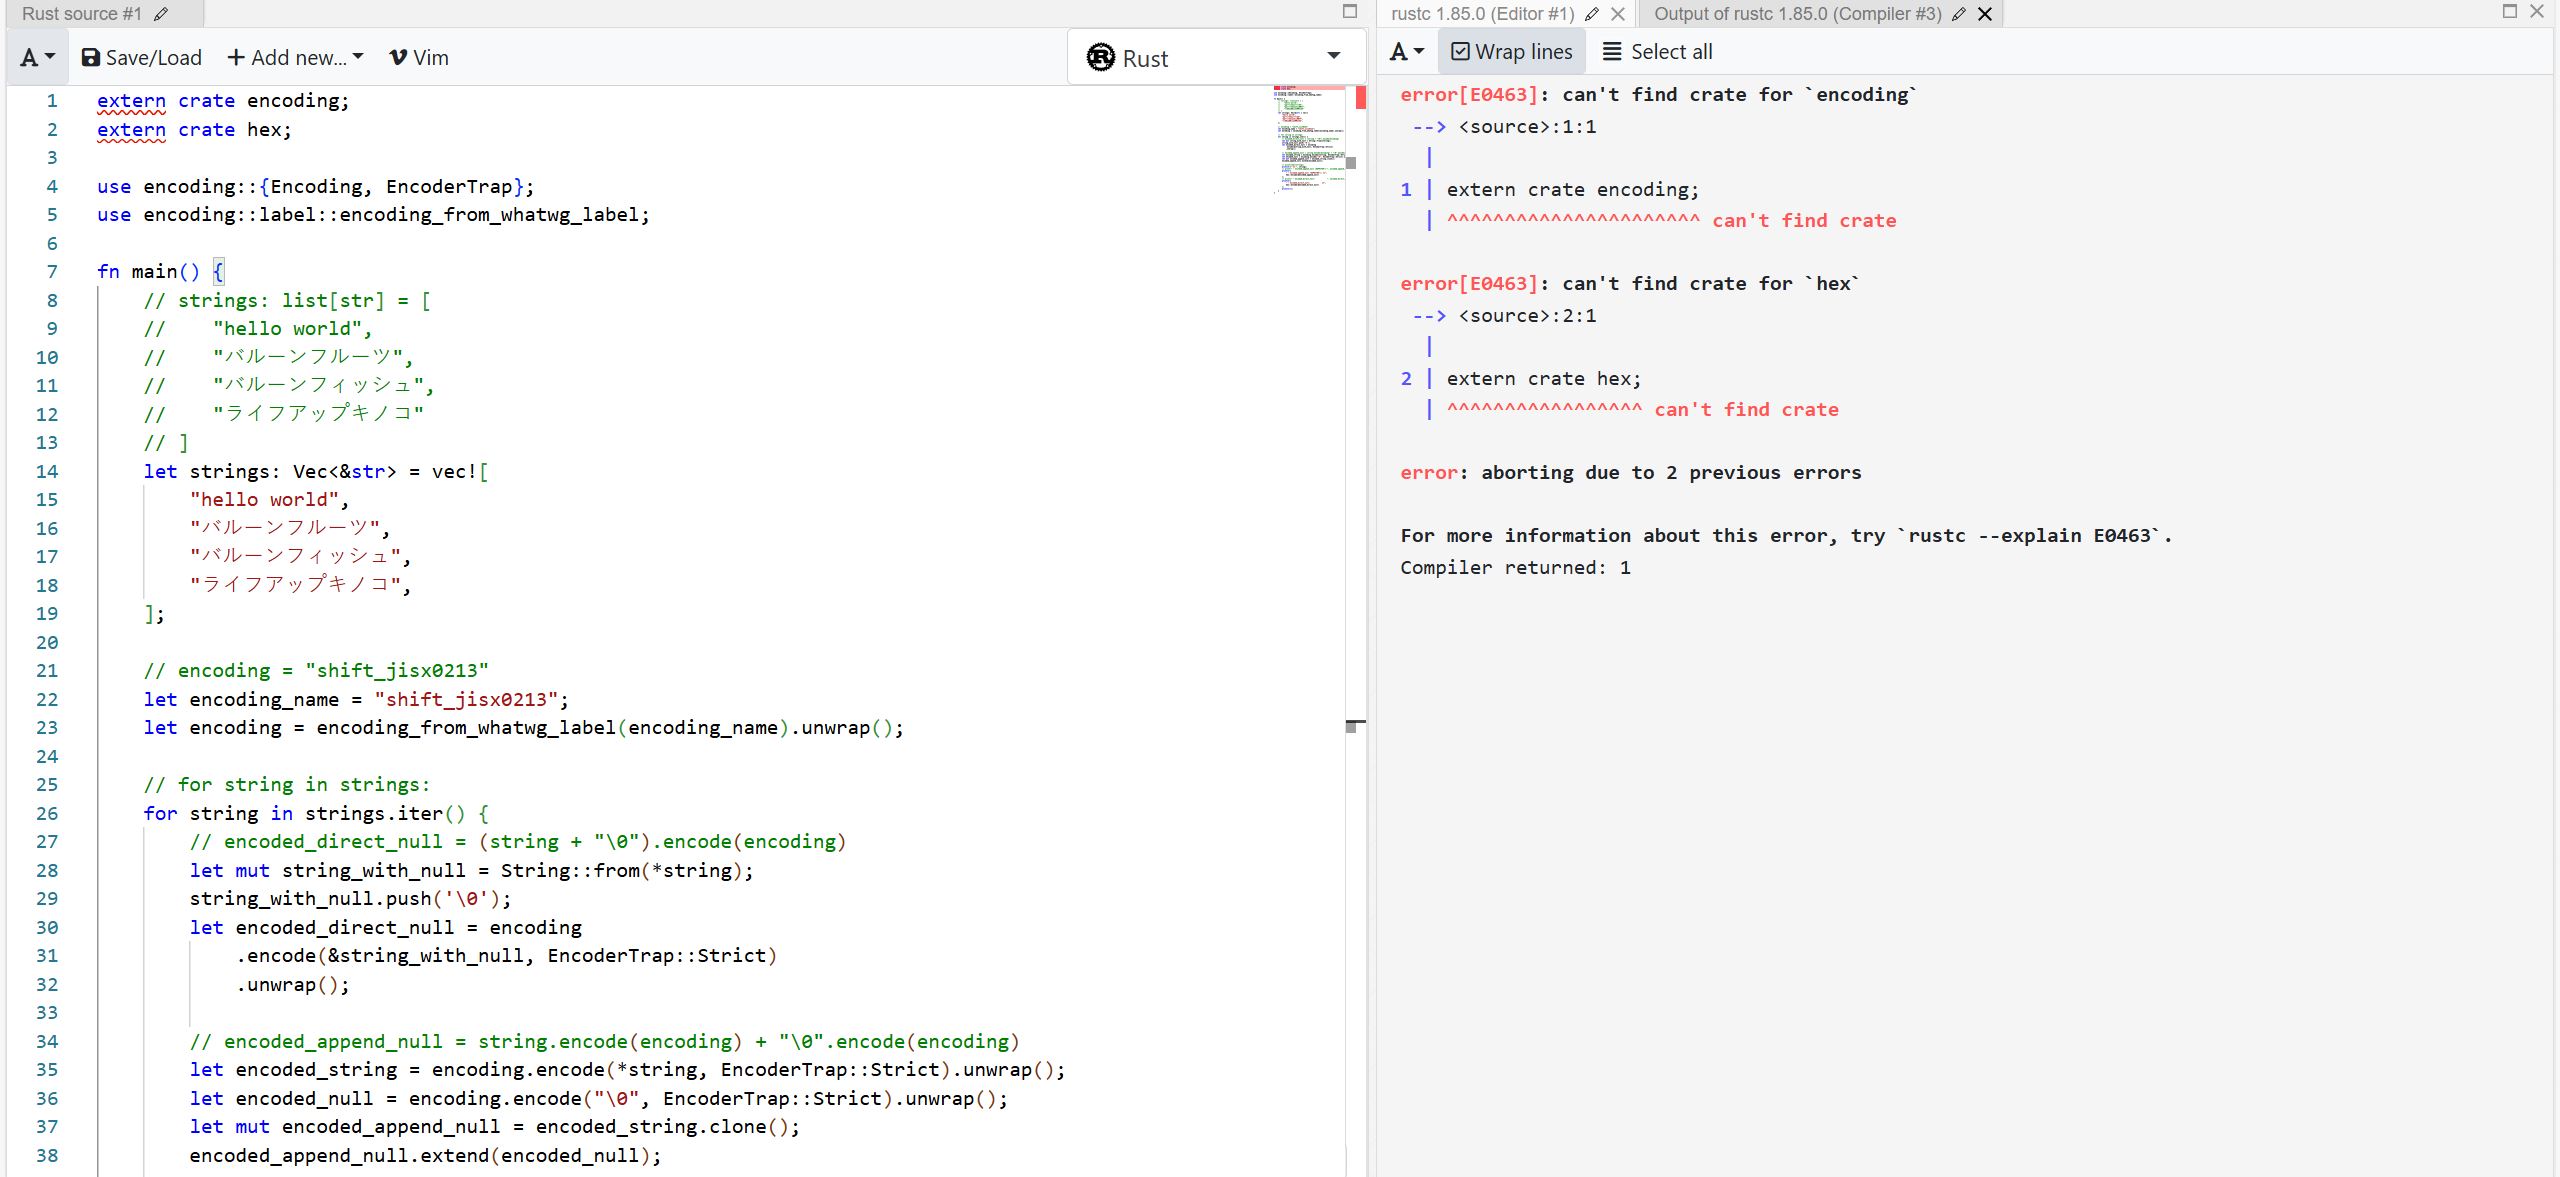 Rust source #1
A
Save/Load
Add new...
Vim
Rust
1 extern crate encoding;
2 extern crate hex;
3
4 use encoding::{Encoding, EncoderTrap};
5 use encoding::label::encoding_from_whatwg_label;
6
7 fn main() {
8 // strings: list[str] = [
9 // "hello world",
10 // "バルーンフルーツ",
11 // "バルーンフィッシュ",
12 // "ライフアップキノコ"
13 // ]
14 let strings: Vec<&str> = vec![
15 "hello world",
16 "バルーンフルーツ",
17 "バルーンフィッシュ",
18 "ライフアップキノコ",
19 ];
20
21 // encoding = "shift_jisx0213"
22 let encoding_name = "shift_jisx0213";
23 let encoding = encoding_from_whatwg_label(encoding_name).unwrap();
24
25 // for string in strings:
26 for string in strings.iter() {
27 // encoded_direct_null = (string + "\0").encode(encoding)
28 let mut string_with_null = String::from(*string);
29 string_with_null.push('\0');
30 let encoded_direct_null = encoding
31 .encode(&string_with_null, EncoderTrap::Strict)
32 .unwrap();
33
34 // encoded_append_null = string.encode(encoding) + "\0".encode(encoding)
35 let encoded_string = encoding.encode(*string, EncoderTrap::Strict).unwrap();
36 let encoded_null = encoding.encode("\0", EncoderTrap::Strict).unwrap();
37 let mut encoded_append_null = encoded_string.clone();
38 encoded_append_null.extend(encoded_null);
rustc 1.85.0 (Editor #1)
Output of rustc 1.85.0 (Compiler #3)
A
Wrap lines
Select all
error[E0463]: can't find crate for `encoding`
--> <source>:1:1
|
1 | extern crate encoding;
| ^^^^^^^^^^^^^^^^^^^^^^ can't find crate
error[E0463]: can't find crate for `hex`
--> <source>:2:1
|
2 | extern crate hex;
| ^^^^^^^^^^^^^^^^^ can't find crate
error: aborting due to 2 previous errors
For more information about this error, try `rustc --explain E0463`.
Compiler returned: 1